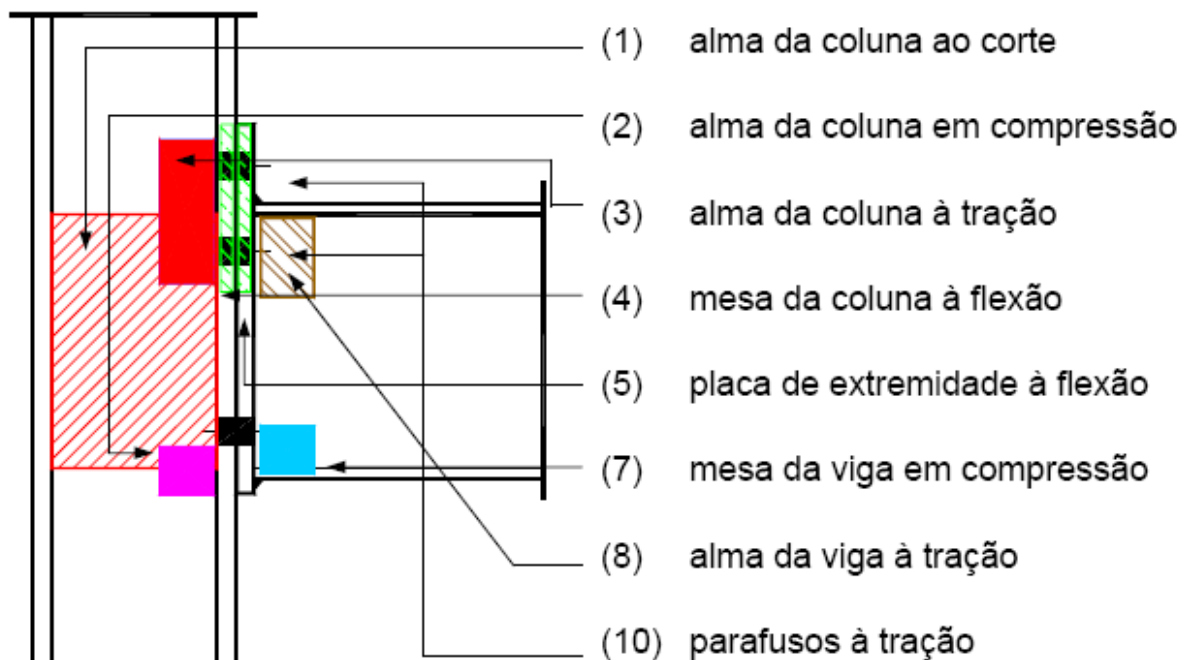 (1) alma da coluna ao corte
(2) alma da coluna em compressão
(3) alma da coluna à tração
(4) mesa da coluna à flexão
(5) placa de extremidade à flexão
(7) mesa da viga em compressão
(8) alma da viga à tração
(10) parafusos à tração